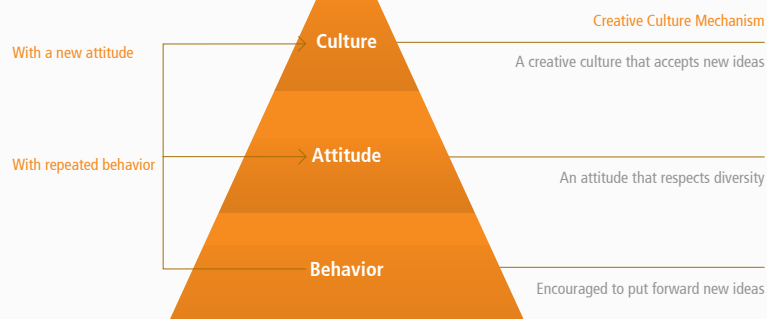 Creative Culture Mechanism
With a new attitude
Culture
A creative culture that accepts new ideas
With repeated behavior
Attitude
An attitude that respects diversity
Behavior
Encouraged to put forward new ideas